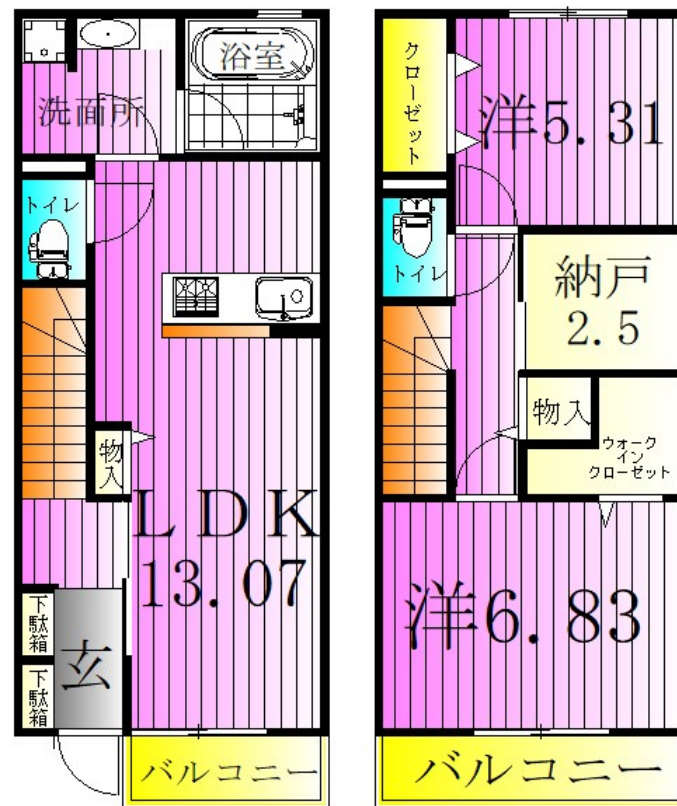 浴室
洗面所
トイレ
物入
LDK
13.07
下駄箱
下駄箱
玄
バルコニー
クローゼット
洋5.31
トイレ
納戸
2.5
物入
ウォーク
イン
クローゼット
洋6.83
バルコニー